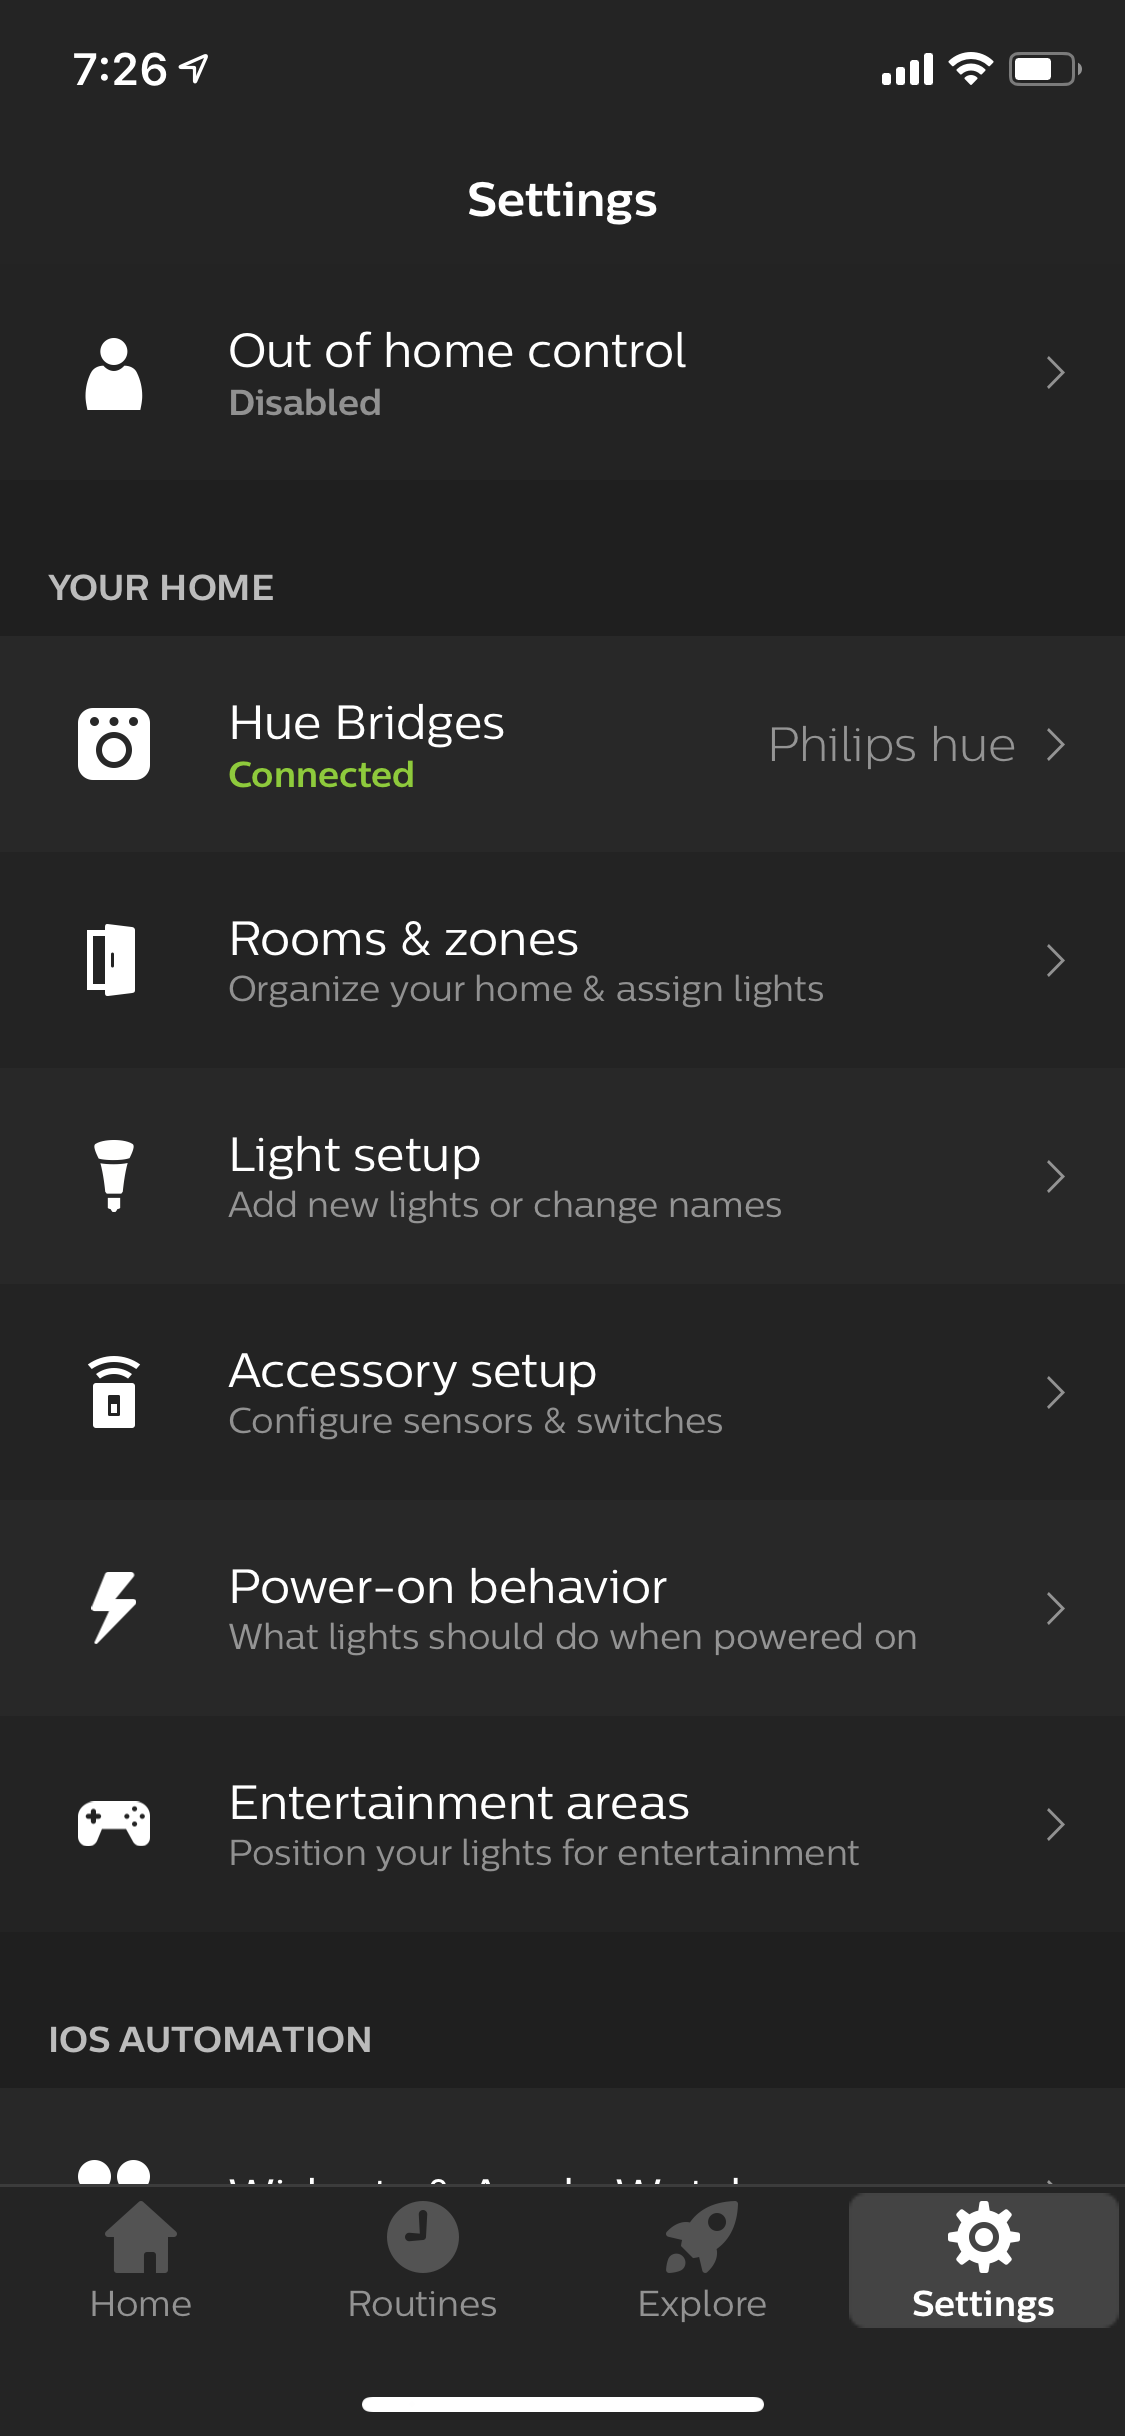 7:26
Settings
Out of home control
Disabled
YOUR HOME
Hue Bridges
Connected
Philips hue
Rooms & zones
Organize your home & assign lights
Light setup
Add new lights or change names
Accessory setup
Configure sensors & switches
Power-on behavior
What lights should do when powered on
Entertainment areas
Position your lights for entertainment
IOS AUTOMATION
Home
Routines
Explore
Settings